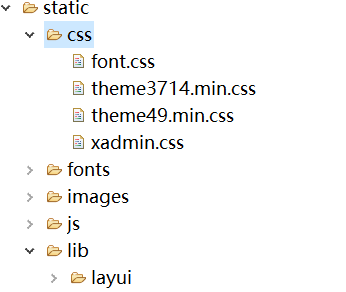 static
css
font.css
theme3714.min.css
theme49.min.css
xadmin.css
fonts
images
js
lib
layui